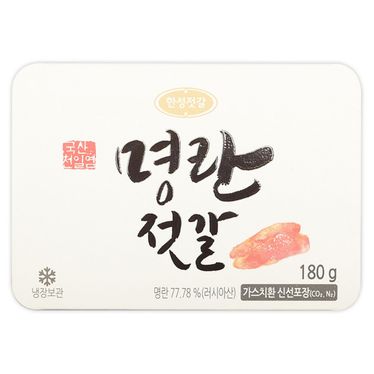 한성젓갈
국산
천일염
명란
젓갈
180 g
냉장보관
명란 77.78 %(러시아산)
가스치환 신선포장(CO₂, N₂)